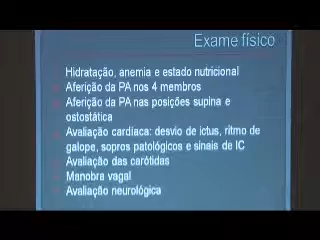 Exame físico
Hidratação, anemia e estado nutricional
Aferição da PA nos 4 membros
Aferição da PA nas posições supina e
ostostática
Avaliação cardíaca: desvio de ictus, ritmo de
galope, sopros patológicos e sinais de IC
Avaliação das carótidas
Manobra vagal
Avaliação neurológica